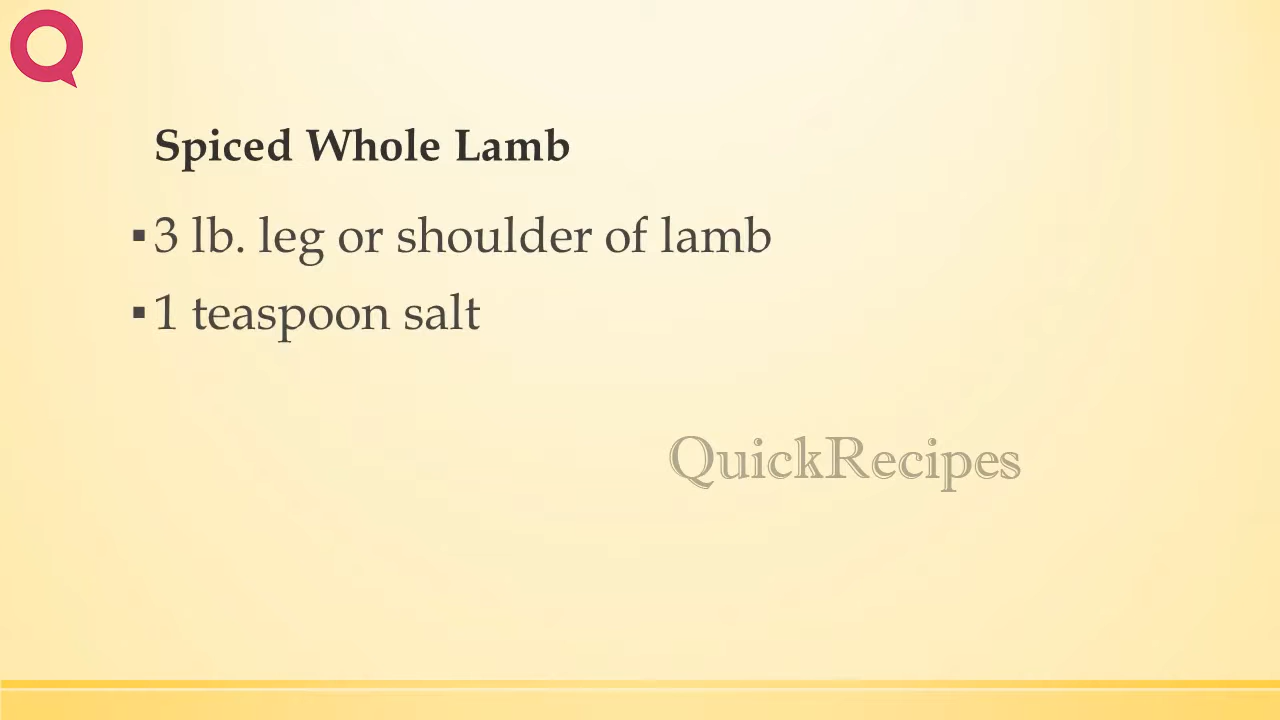 Spiced Whole Lamb
▪3 lb. leg or shoulder of lamb
▪1 teaspoon salt
QuickRecipes